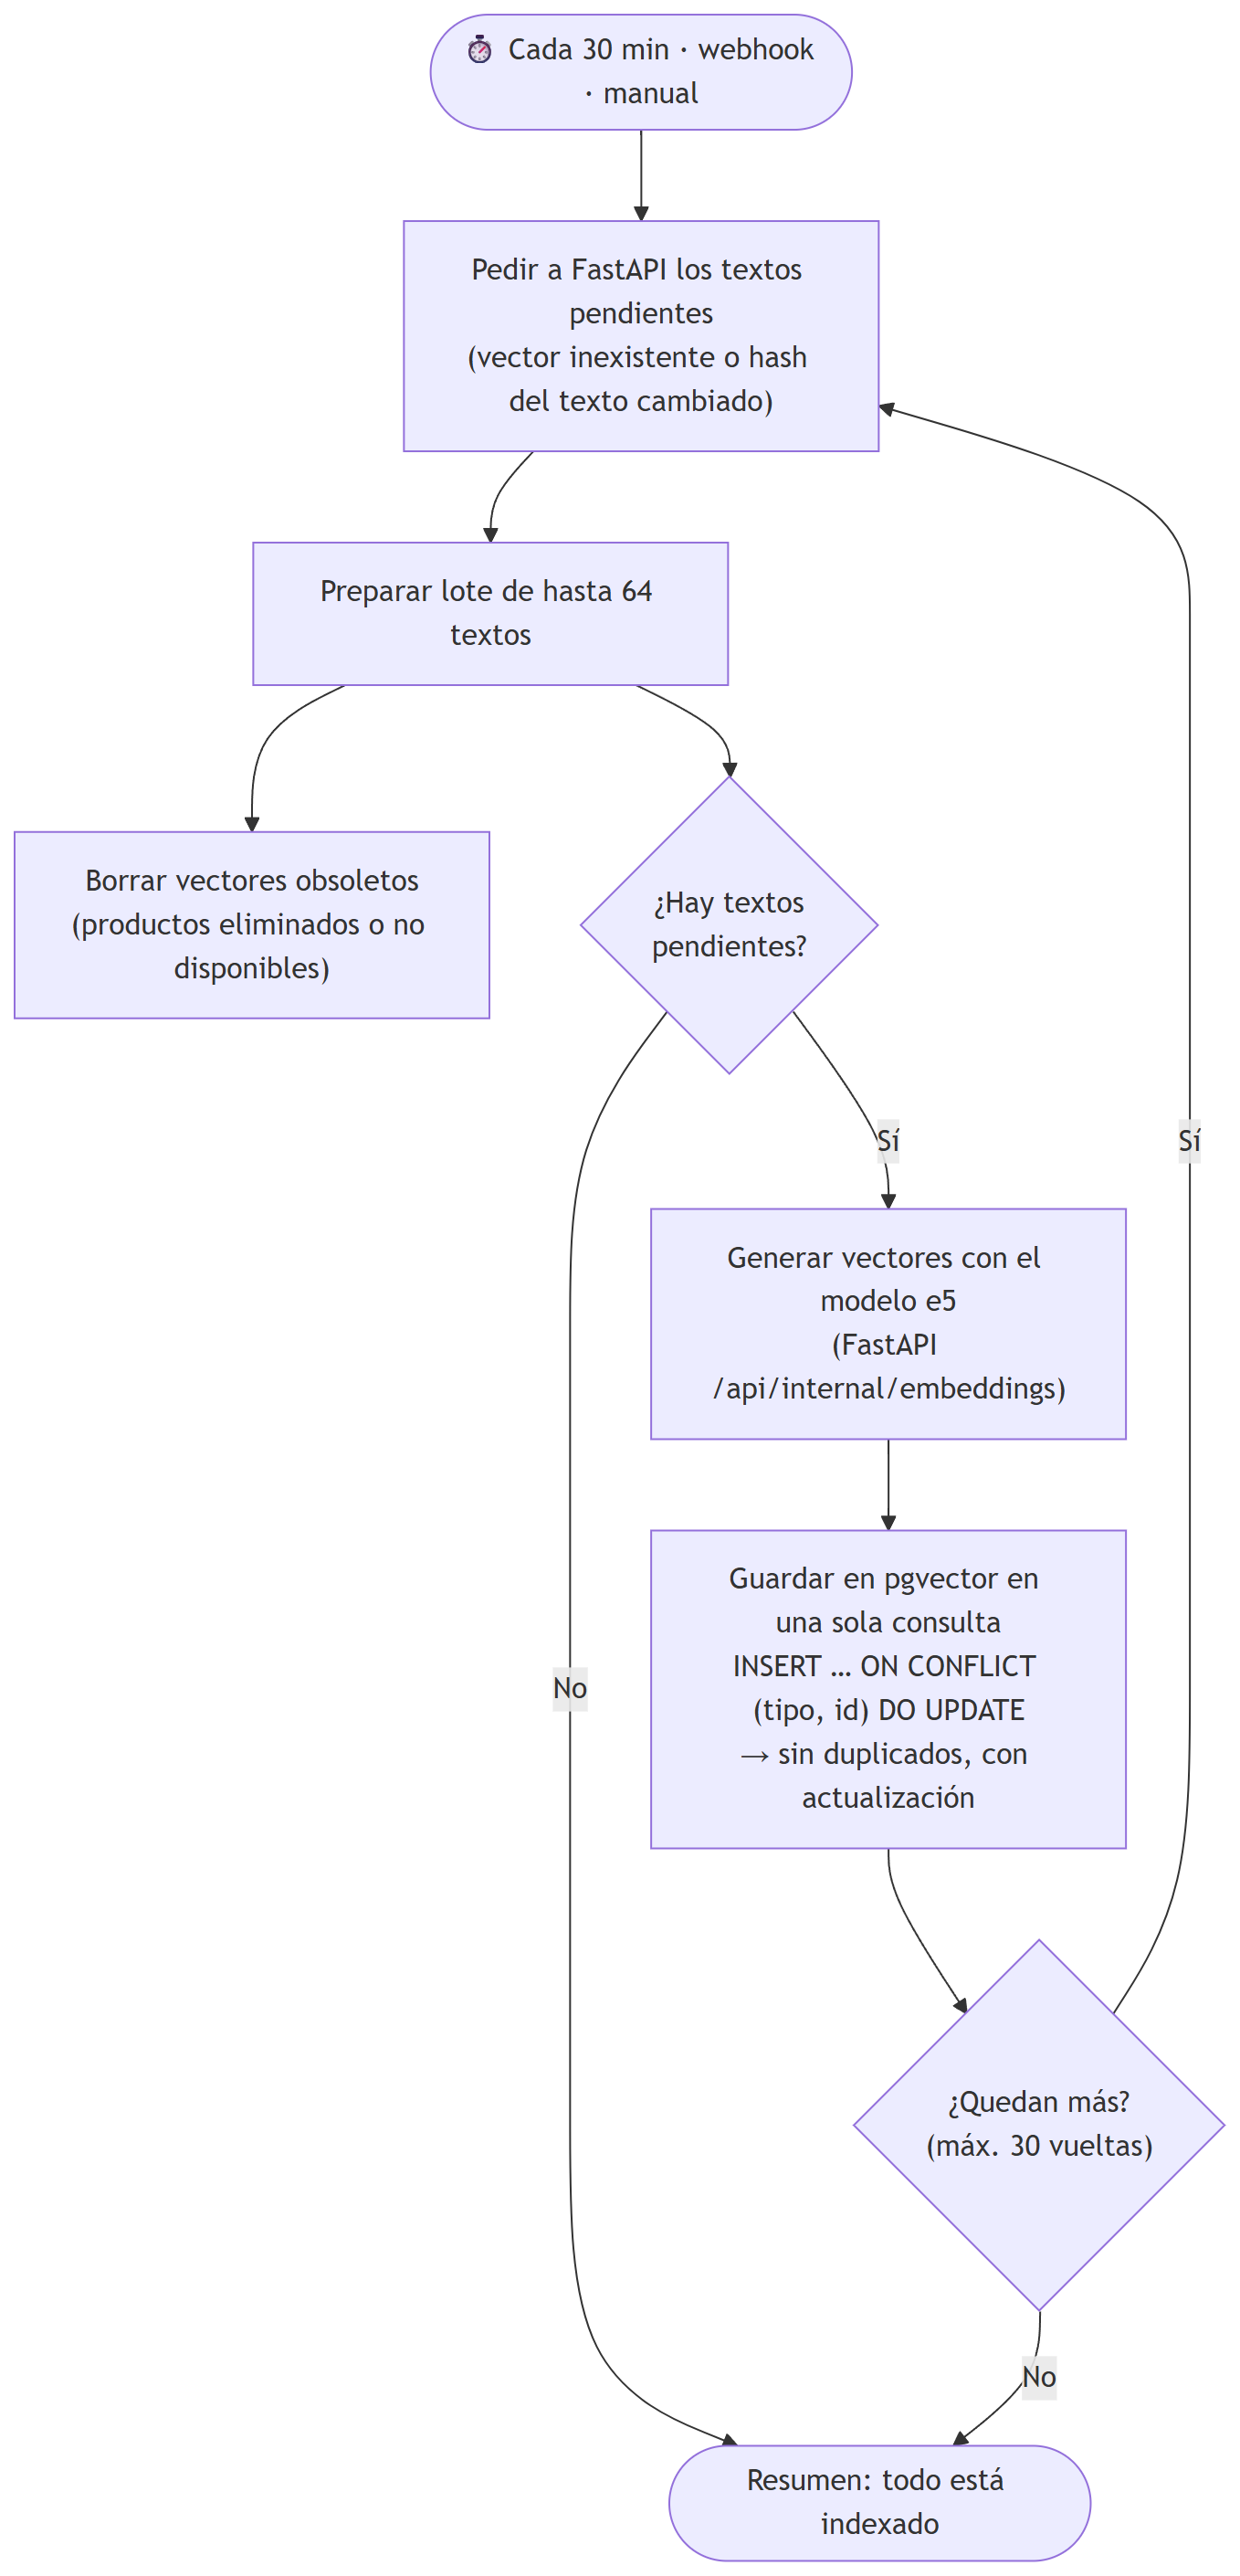 ⏱ Cada 30 min · webhook
· manual
Pedir a FastAPI los textos
pendientes
(vector inexistente o hash
del texto cambiado)
Preparar lote de hasta 64
textos
Borrar vectores obsoletos
(productos eliminados o no
disponibles)
¿Hay textos
pendientes?
Sí
Sí
Generar vectores con el
modelo e5
(FastAPI
/api/internal/embeddings)
Guardar en pgvector en
una sola consulta
INSERT … ON CONFLICT
(tipo, id) DO UPDATE
→ sin duplicados, con
actualización
No
¿Quedan más?
(máx. 30 vueltas)
No
Resumen: todo está
indexado